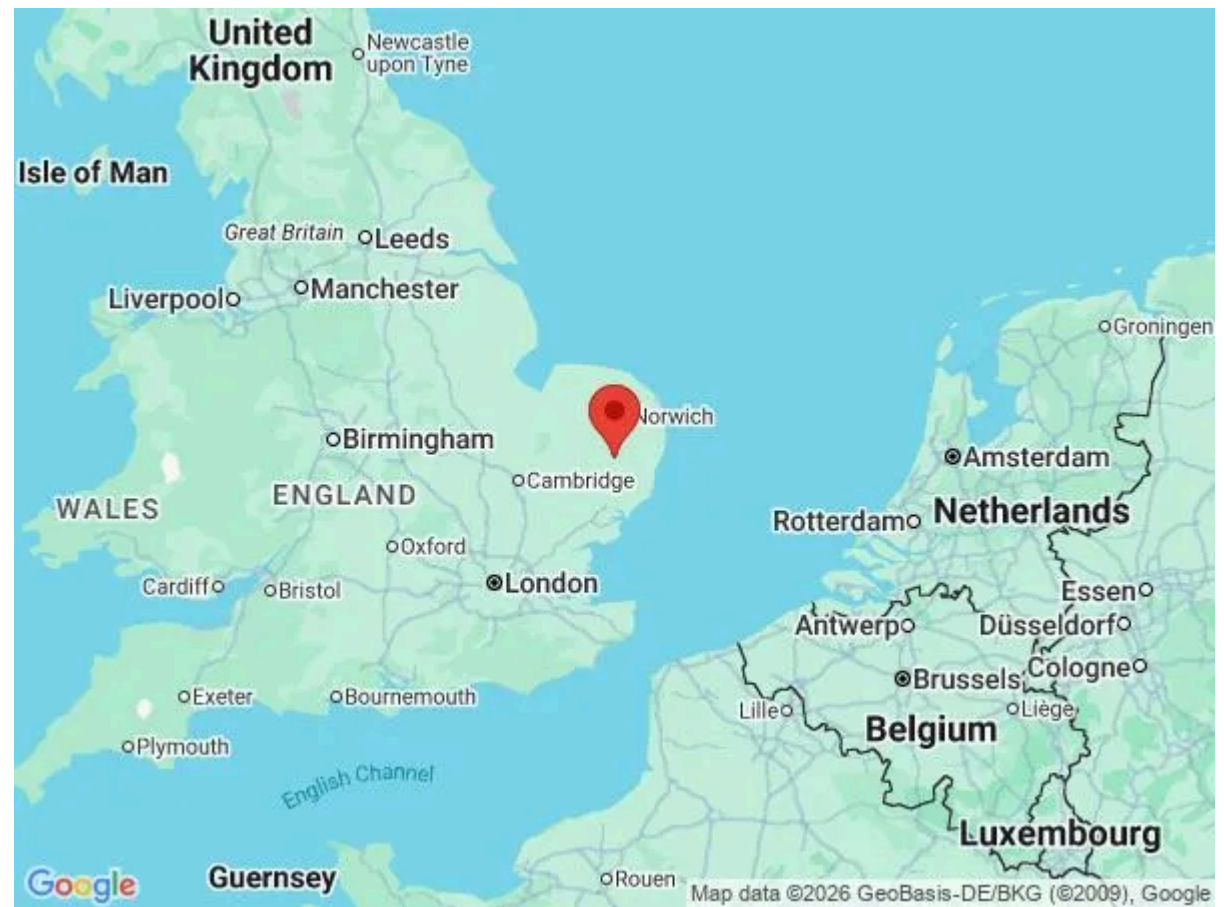 United
Kingdom
Newcastle
upon Tyne
Isle of Man
Great Britain
Leeds
Liverpool
Manchester
Groningen
Norwich
Birmingham
Amsterdam
Cambridge
WALES
ENGLAND
Rotterdam
Netherlands
Oxford
Cardiff
Bristol
London
Essen
Antwerp
Düsseldorf
Cologne
Brussels
Exeter
Bournemouth
Lille
Liège
Belgium
Plymouth
English Channel
Luxembourg
Google
Guernsey
Rouen
Map data ©2026 GeoBasis-DE/BKG (©2009), Google